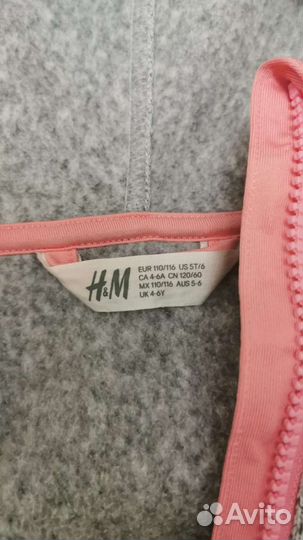 H&M
EUR 110/116 US 5T/6
CA 4-6A CN 120/60
MX 110/116 AUS 5-6
UK 4-6Y
Avito